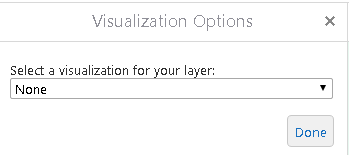 Visualization Options ×
Select a visualization for your layer:
None
Done